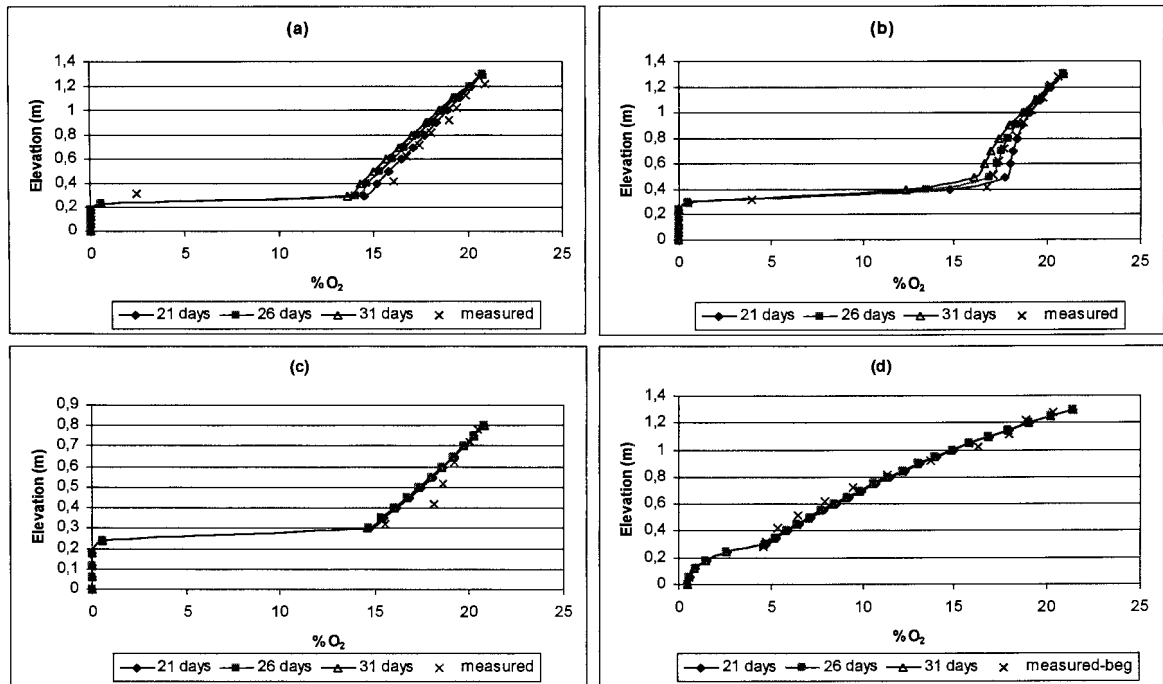 (a)
Elevation (m)
1,4
1,2
1
0,8
0,6
0,4
0,2
0
0 5 10 15 20 25
% O₂
21 days 26 days 31 days measured
(b)
Elevation (m)
1,4
1,2
1
0,8
0,6
0,4
0,2
0
0 5 10 15 20 25
% O₂
21 days 26 days 31 days measured
(c)
Elevation (m)
0,9
0,8
0,7
0,6
0,5
0,4
0,3
0,2
0,1
0
0 5 10 15 20 25
% O₂
21 days 26 days 31 days measured
(d)
Elevation (m)
1,4
1,2
1
0,8
0,6
0,4
0,2
0
0 5 10 15 20 25
% O₂
21 days 26 days 31 days measured-beg